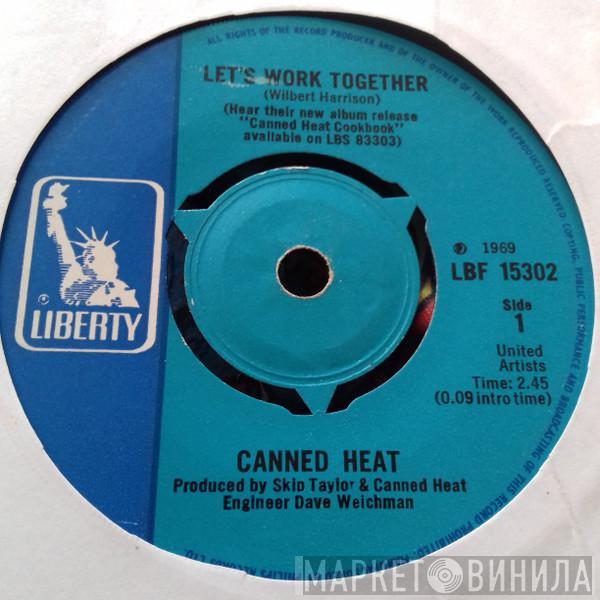 ALL RIGHTS OF THE RECORD PRODUCER AND OF THE OWNER OF THE WORK REPRODUCED RESERVED. COPYING, PUBLIC PERFORMANCE AND BROADCASTING OF THIS RECORD PROHIBITED.
LET'S WORK TOGETHER
(Wilbert Harrison)
(Hear their new album release
"Canned Heat Cookbook"
available on LBS 83303)
℗ 1969
LBF 15302
Side
1
United
Artists
Time: 2.45
(0.09 intro time)
® LIBERTY
CANNED HEAT
Produced by Skip Taylor & Canned Heat
Engineer Dave Weichman
PHILIPS RECORDS LTD.
МАРКЕТ ВИНИЛА